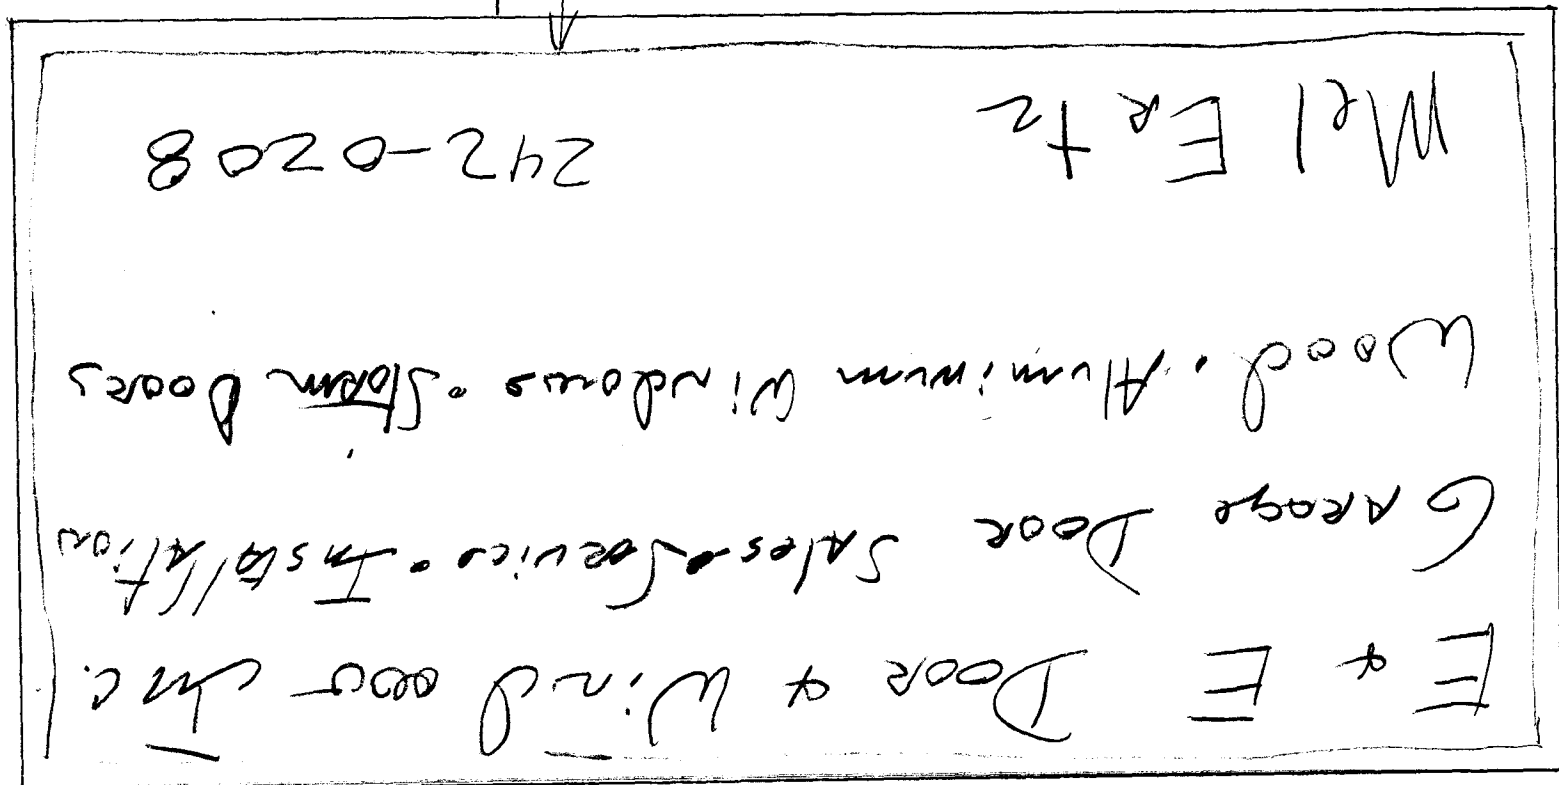 E & E Door & Window Inc.
Garage Door Sales • Service • Installation
Wood • Aluminum Windows • Storm Doors
Mel Ertz 242-0208